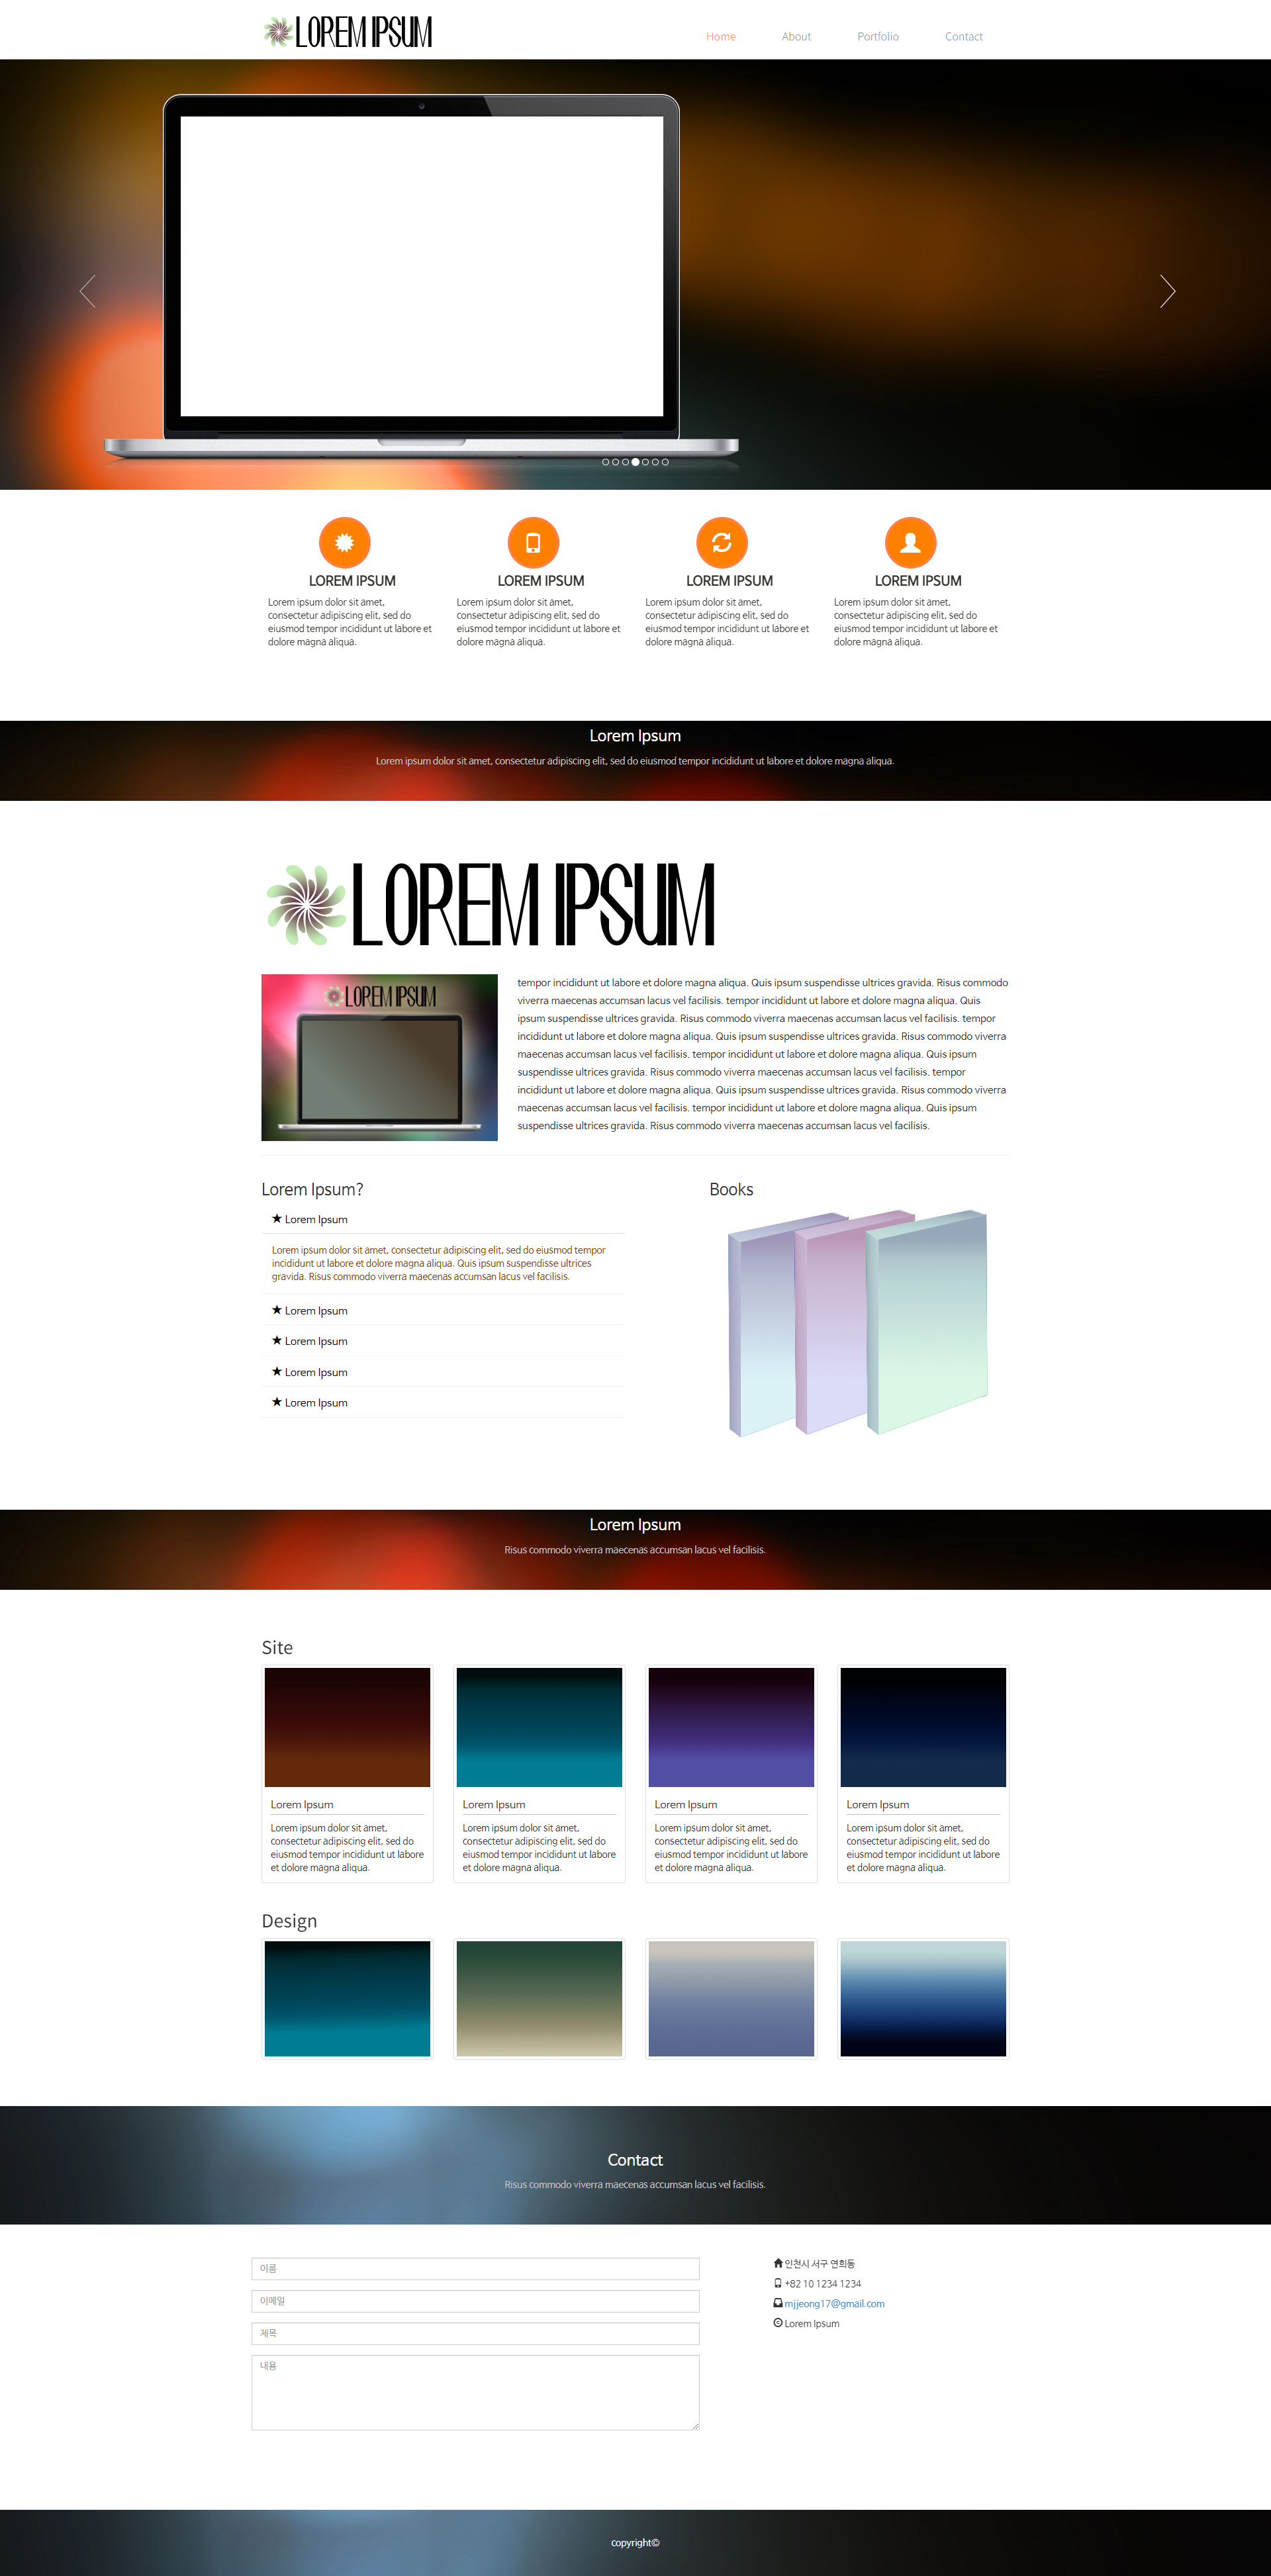 LOREM IPSUM
Home About Portfolio Contact
LOREM IPSUM
Lorem ipsum dolor sit amet,
consectetur adipiscing elit, sed do
eiusmod tempor incididunt ut labore et
dolore magna aliqua.
LOREM IPSUM
Lorem ipsum dolor sit amet,
consectetur adipiscing elit, sed do
eiusmod tempor incididunt ut labore et
dolore magna aliqua.
LOREM IPSUM
Lorem ipsum dolor sit amet,
consectetur adipiscing elit, sed do
eiusmod tempor incididunt ut labore et
dolore magna aliqua.
LOREM IPSUM
Lorem ipsum dolor sit amet,
consectetur adipiscing elit, sed do
eiusmod tempor incididunt ut labore et
dolore magna aliqua.
Lorem Ipsum
Lorem ipsum dolor sit amet, consectetur adipiscing elit, sed do eiusmod tempor incididunt ut labore et dolore magna aliqua.
LOREM IPSUM
LOREM IPSUM
tempor incididunt ut labore et dolore magna aliqua. Quis ipsum suspendisse ultrices gravida. Risus commodo
viverra maecenas accumsan lacus vel facilisis. tempor incididunt ut labore et dolore magna aliqua. Quis
ipsum suspendisse ultrices gravida. Risus commodo viverra maecenas accumsan lacus vel facilisis. tempor
incididunt ut labore et dolore magna aliqua. Quis ipsum suspendisse ultrices gravida. Risus commodo viverra
maecenas accumsan lacus vel facilisis. tempor incididunt ut labore et dolore magna aliqua. Quis ipsum
suspendisse ultrices gravida. Risus commodo viverra maecenas accumsan lacus vel facilisis. tempor
incididunt ut labore et dolore magna aliqua. Quis ipsum suspendisse ultrices gravida. Risus commodo viverra
maecenas accumsan lacus vel facilisis. tempor incididunt ut labore et dolore magna aliqua. Quis ipsum
suspendisse ultrices gravida. Risus commodo viverra maecenas accumsan lacus vel facilisis.
Lorem Ipsum?
★ Lorem Ipsum
Lorem ipsum dolor sit amet, consectetur adipiscing elit, sed do eiusmod tempor
incididunt ut labore et dolore magna aliqua. Quis ipsum suspendisse ultrices
gravida. Risus commodo viverra maecenas accumsan lacus vel facilisis.
★ Lorem Ipsum
★ Lorem Ipsum
★ Lorem Ipsum
★ Lorem Ipsum
Books
Lorem Ipsum
Risus commodo viverra maecenas accumsan lacus vel facilisis.
Site
Lorem Ipsum
Lorem ipsum dolor sit amet,
consectetur adipiscing elit, sed do
eiusmod tempor incididunt ut labore
et dolore magna aliqua.
Lorem Ipsum
Lorem ipsum dolor sit amet,
consectetur adipiscing elit, sed do
eiusmod tempor incididunt ut labore
et dolore magna aliqua.
Lorem Ipsum
Lorem ipsum dolor sit amet,
consectetur adipiscing elit, sed do
eiusmod tempor incididunt ut labore
et dolore magna aliqua.
Lorem Ipsum
Lorem ipsum dolor sit amet,
consectetur adipiscing elit, sed do
eiusmod tempor incididunt ut labore
et dolore magna aliqua.
Design
Contact
Risus commodo viverra maecenas accumsan lacus vel facilisis.
이름
이메일
제목
내용
인천시 서구 연희동
+82 10 1234 1234
mjjeong17@gmail.com
Lorem Ipsum
copyright©